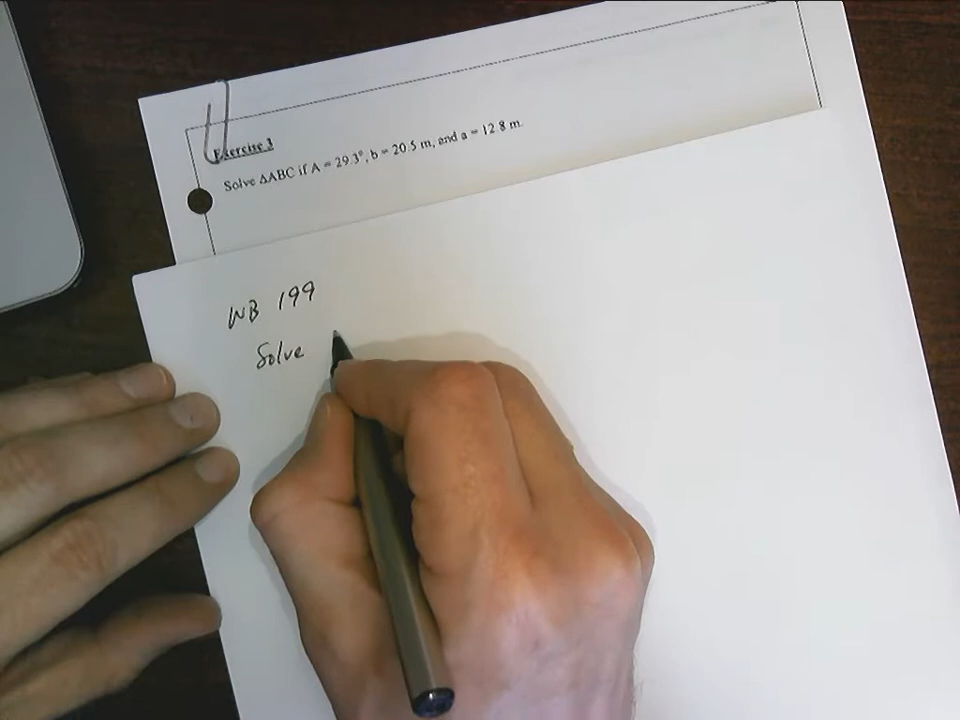 Exercise 3
Solve ΔABC if A = 29.3°, b = 20.5 m, and a = 12.8 m.
WB 199
Solve